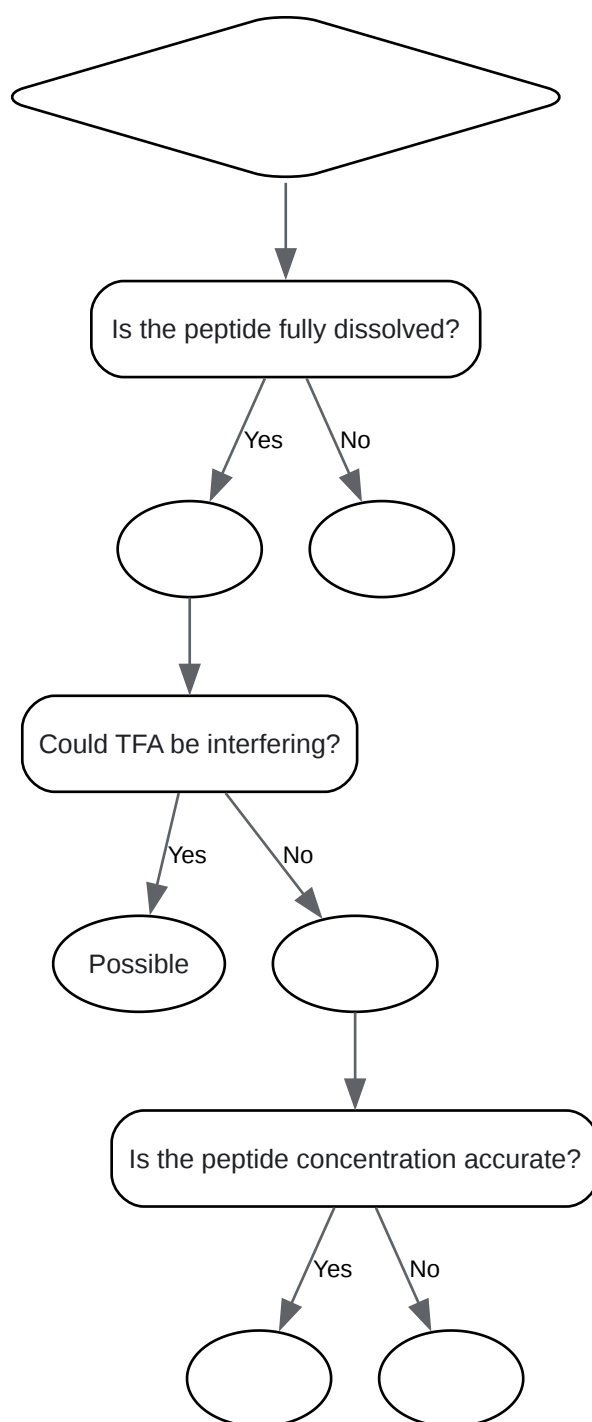 Is the peptide fully dissolved?
Yes
No
Could TFA be interfering?
Yes
No
Possible
Is the peptide concentration accurate?
Yes
No